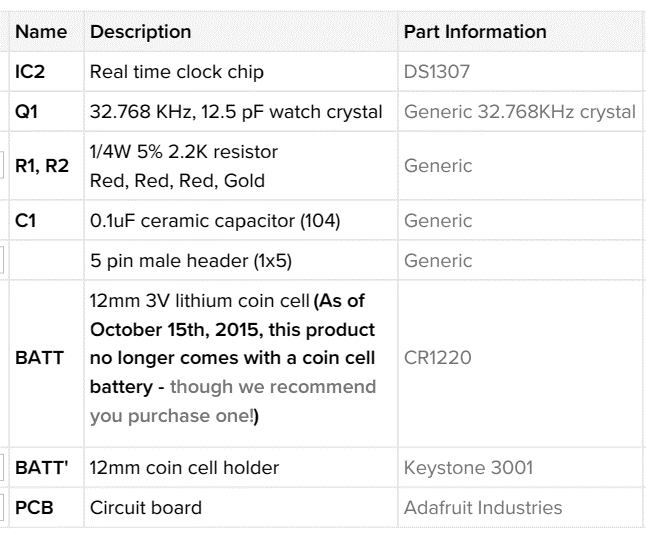 Name Description Part Information
IC2 Real time clock chip DS1307
Q1 32.768 KHz, 12.5 pF watch crystal Generic 32.768KHz crystal
R1, R2 1/4W 5% 2.2K resistor Generic
Red, Red, Red, Gold
C1 0.1uF ceramic capacitor (104) Generic
5 pin male header (1x5) Generic
BATT 12mm 3V lithium coin cell (As of
October 15th, 2015, this product
no longer comes with a coin cell CR1220
battery - though we recommend
you purchase one!)
BATT' 12mm coin cell holder Keystone 3001
PCB Circuit board Adafruit Industries